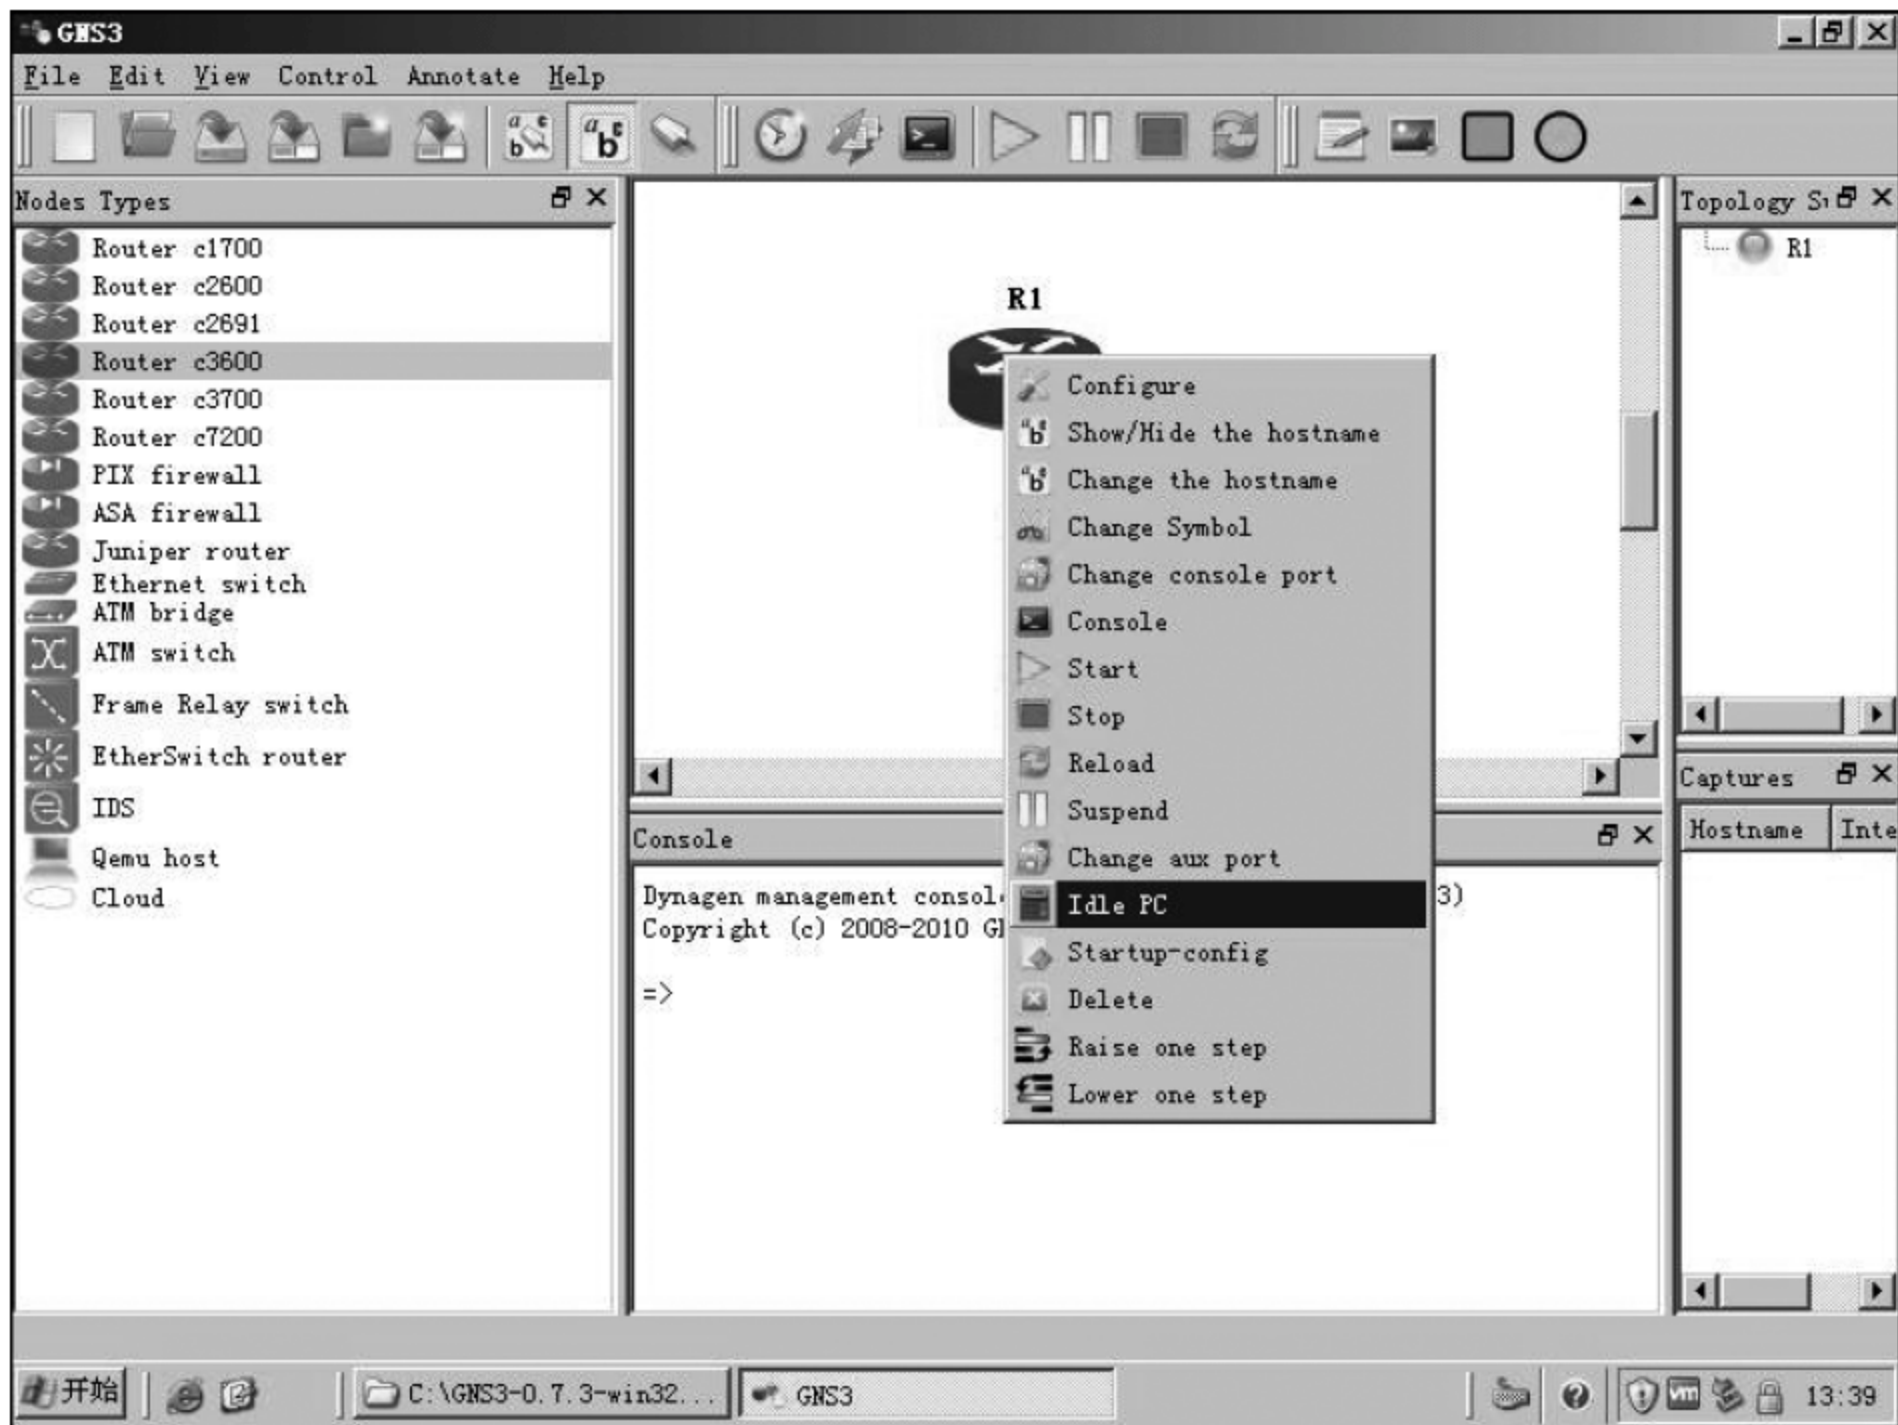 GNS3
File Edit View Control Annotate Help
Nodes Types
Router c1700
Router c2600
Router c2691
Router c3600
Router c3700
Router c7200
PIX firewall
ASA firewall
Juniper router
Ethernet switch
ATM bridge
ATM switch
Frame Relay switch
EtherSwitch router
IDS
Qemu host
Cloud
R1
Configure
Show/Hide the hostname
Change the hostname
Change Symbol
Change console port
Console
Start
Stop
Reload
Suspend
Change aux port
Idle PC
Startup-config
Delete
Raise one step
Lower one step
Console
Dynagen management consol 3)
Copyright (c) 2008-2010 G
=>
Topology S
R1
Captures
Hostname Inte
开始 C:\GNS3-0.7.3-win32... GNS3 13:39